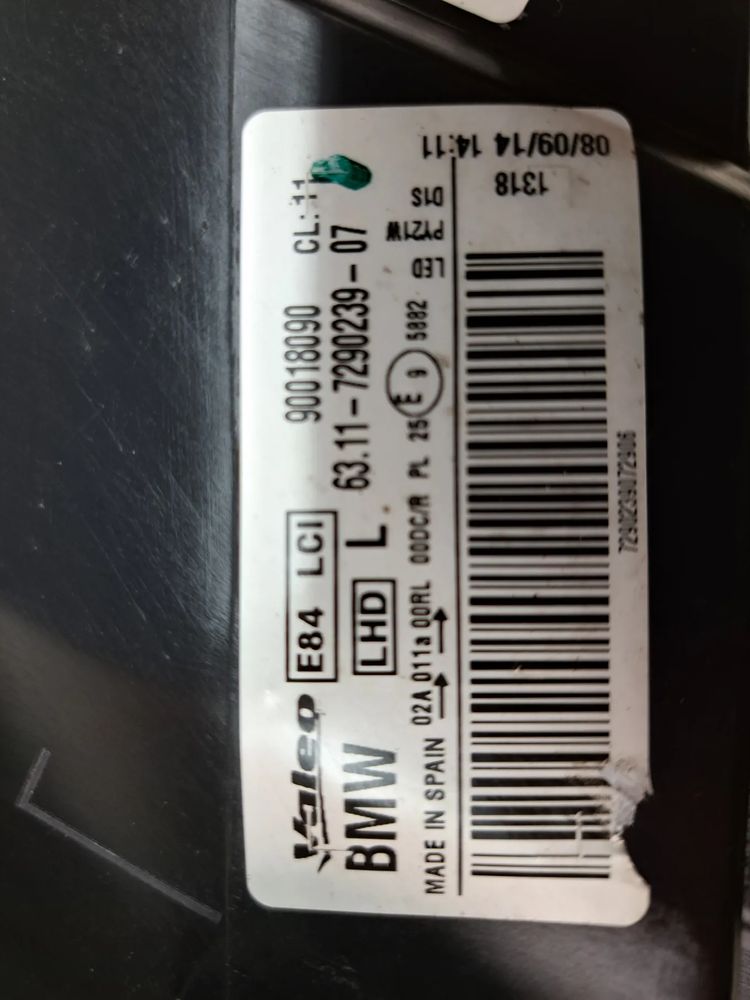 Valeo E84 LCI 90018090 CL:11
BMW LHD L 63.11-7290239-07
MADE IN SPAIN 02A 011a 00RL 00DC/R PL 25 E 9 5882
LED
PY21W
D1S
08/09/14 14:11
1318
7290239072906